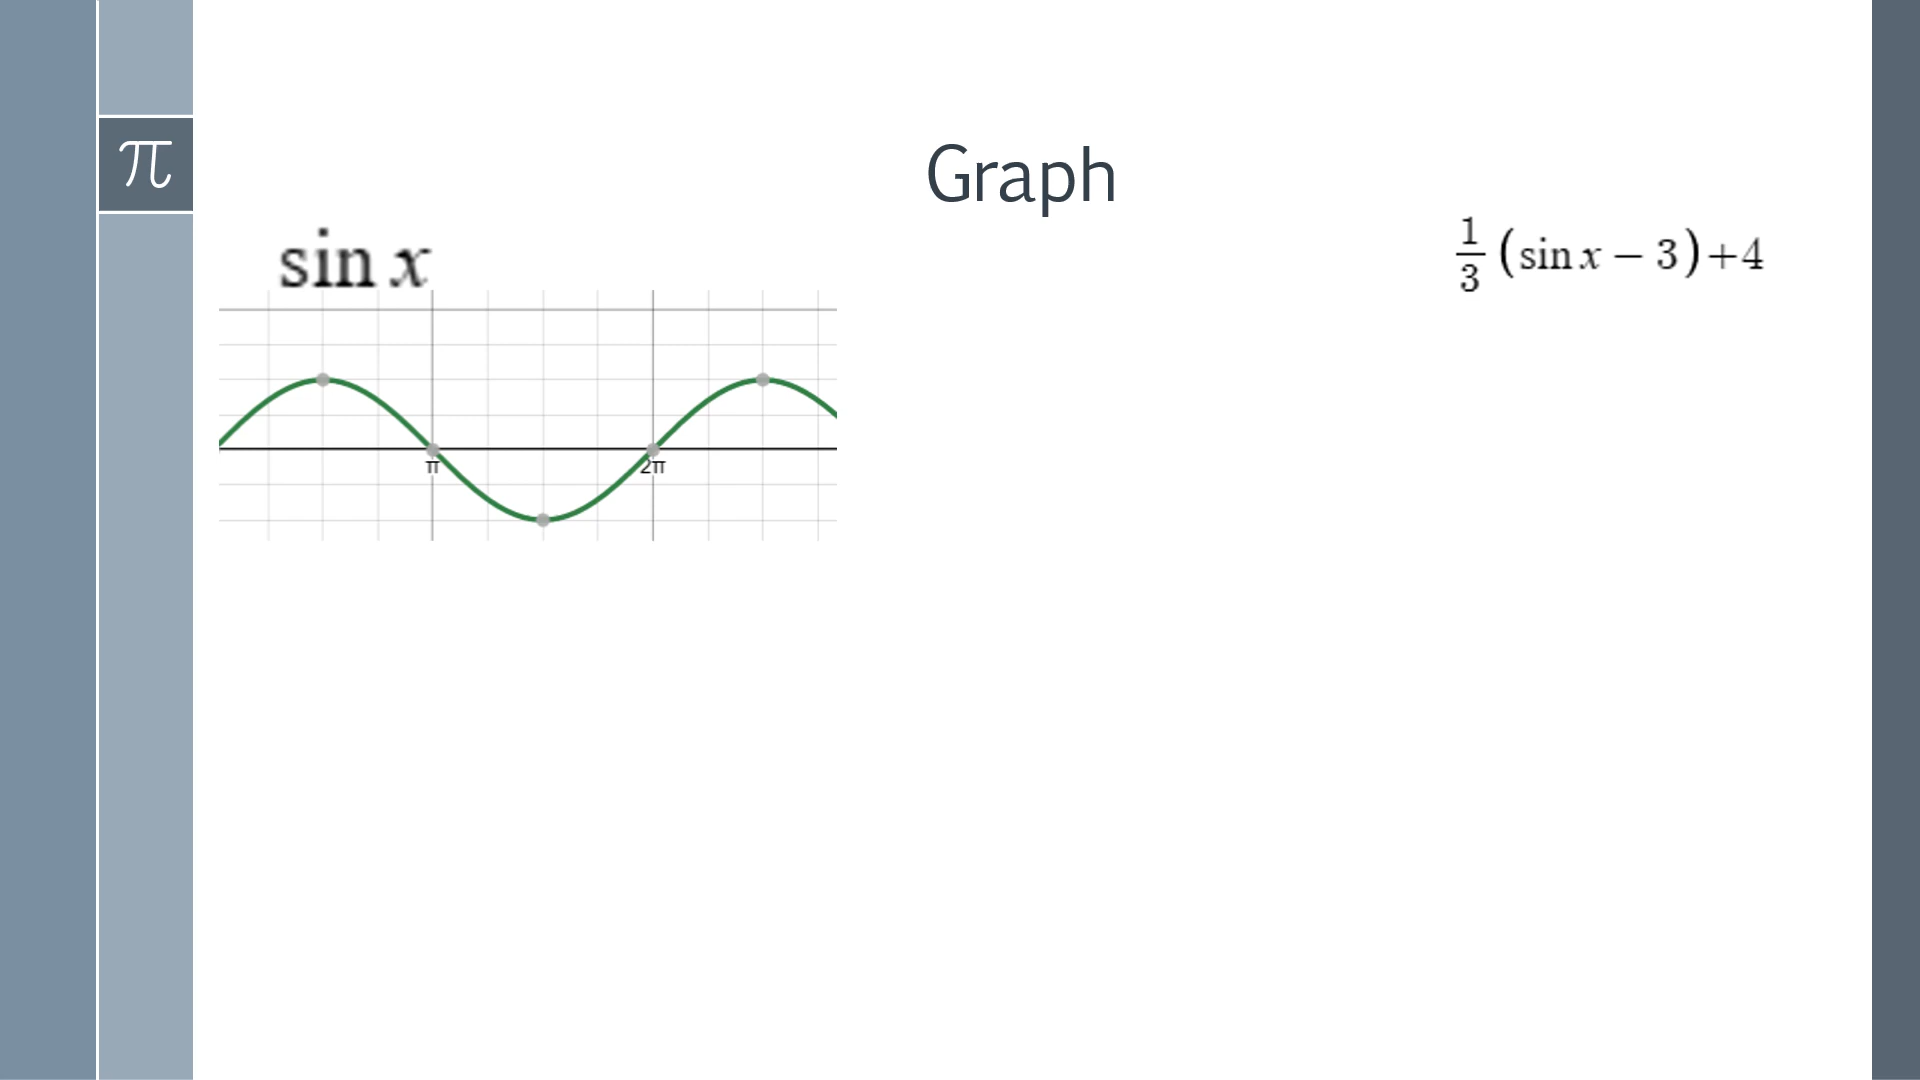 π
Graph
sin x
1/3 (sin x − 3)+4
π 2π